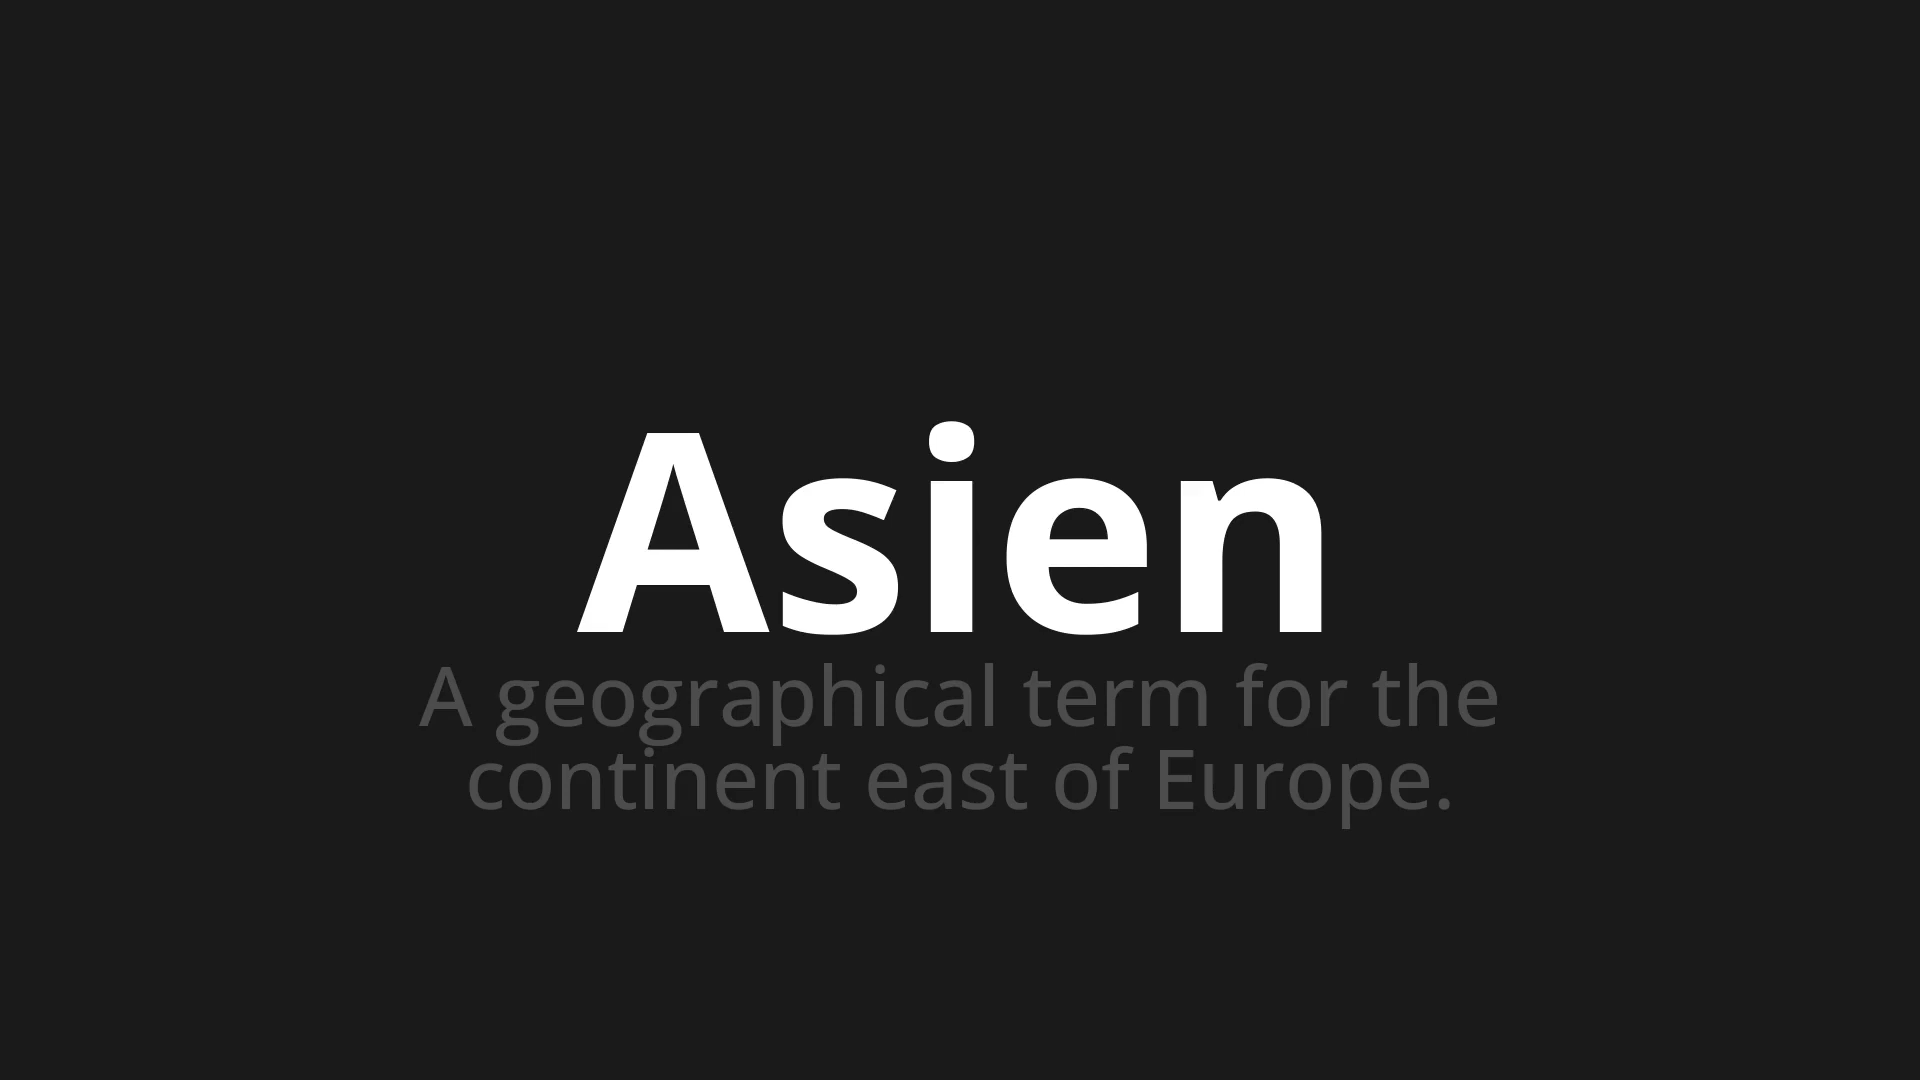 Asien
A geographical term for the
continent east of Europe.